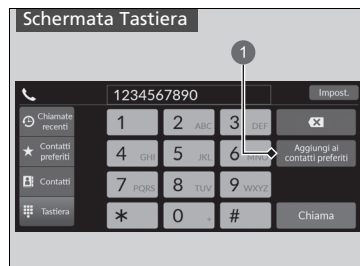 Schermata Tastiera
1
1234567890
Impost.
Chiamate
recenti
Contatti
preferiti
Contatti
Tastiera
1
2 ABC
3 DEF
4 GHI
5 JKL
6 MNO
7 PQRS
8 TUV
9 WXYZ
*
0 +
#
Aggiungi ai
contatti preferiti
Chiama